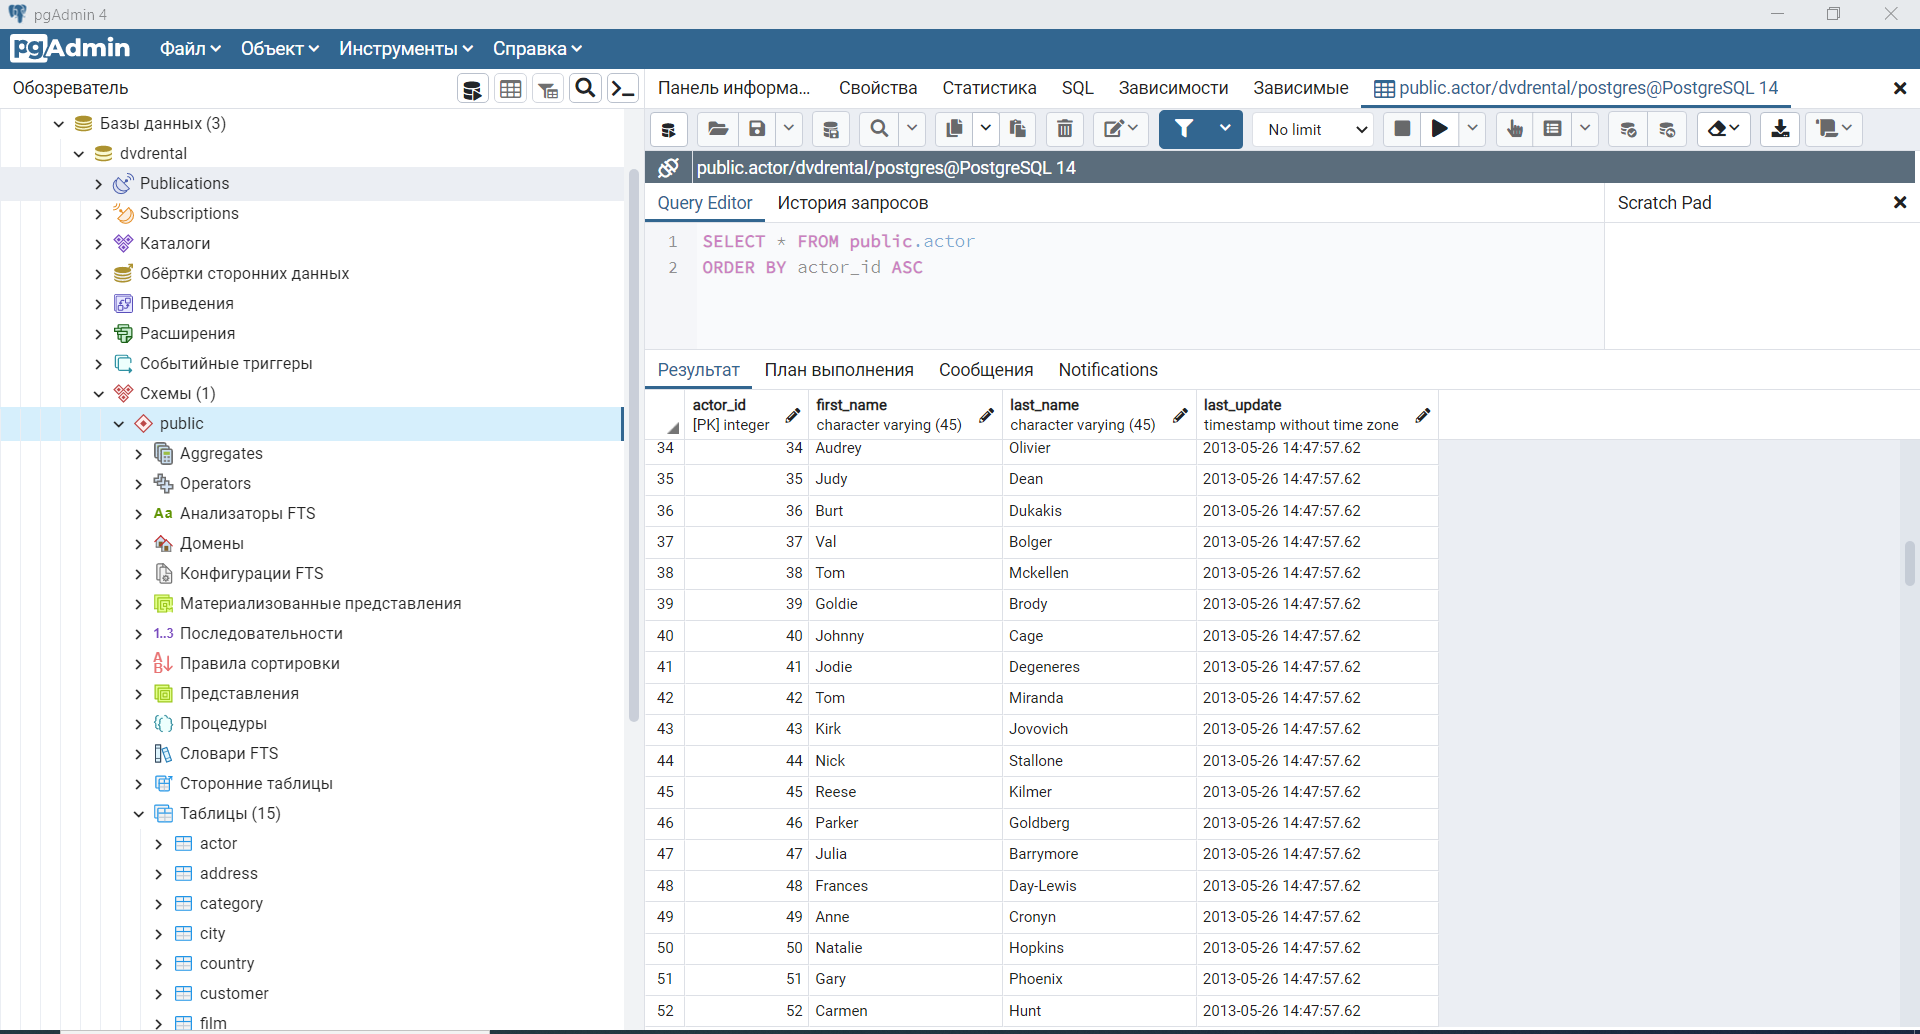 pgAdmin 4
pgAdmin Файл Объект Инструменты Справка
Обозреватель
Панель информа... Свойства Статистика SQL Зависимости Зависимые public.actor/dvdrental/postgres@PostgreSQL 14
No limit
public.actor/dvdrental/postgres@PostgreSQL 14
Query Editor История запросов
Scratch Pad
1 SELECT * FROM public.actor
2 ORDER BY actor_id ASC
Базы данных (3)
dvdrental
Publications
Subscriptions
Каталоги
Обёртки сторонних данных
Приведения
Расширения
Событийные триггеры
Схемы (1)
public
Aggregates
Operators
Aa Анализаторы FTS
Домены
Конфигурации FTS
Материализованные представления
1..3 Последовательности
Правила сортировки
Представления
Процедуры
Словари FTS
Сторонние таблицы
Таблицы (15)
actor
address
category
city
country
customer
film
Результат План выполнения Сообщения Notifications
actor_id first_name last_name last_update
[PK] integer character varying (45) character varying (45) timestamp without time zone
34 34 Audrey Olivier 2013-05-26 14:47:57.62
35 35 Judy Dean 2013-05-26 14:47:57.62
36 36 Burt Dukakis 2013-05-26 14:47:57.62
37 37 Val Bolger 2013-05-26 14:47:57.62
38 38 Tom Mckellen 2013-05-26 14:47:57.62
39 39 Goldie Brody 2013-05-26 14:47:57.62
40 40 Johnny Cage 2013-05-26 14:47:57.62
41 41 Jodie Degeneres 2013-05-26 14:47:57.62
42 42 Tom Miranda 2013-05-26 14:47:57.62
43 43 Kirk Jovovich 2013-05-26 14:47:57.62
44 44 Nick Stallone 2013-05-26 14:47:57.62
45 45 Reese Kilmer 2013-05-26 14:47:57.62
46 46 Parker Goldberg 2013-05-26 14:47:57.62
47 47 Julia Barrymore 2013-05-26 14:47:57.62
48 48 Frances Day-Lewis 2013-05-26 14:47:57.62
49 49 Anne Cronyn 2013-05-26 14:47:57.62
50 50 Natalie Hopkins 2013-05-26 14:47:57.62
51 51 Gary Phoenix 2013-05-26 14:47:57.62
52 52 Carmen Hunt 2013-05-26 14:47:57.62